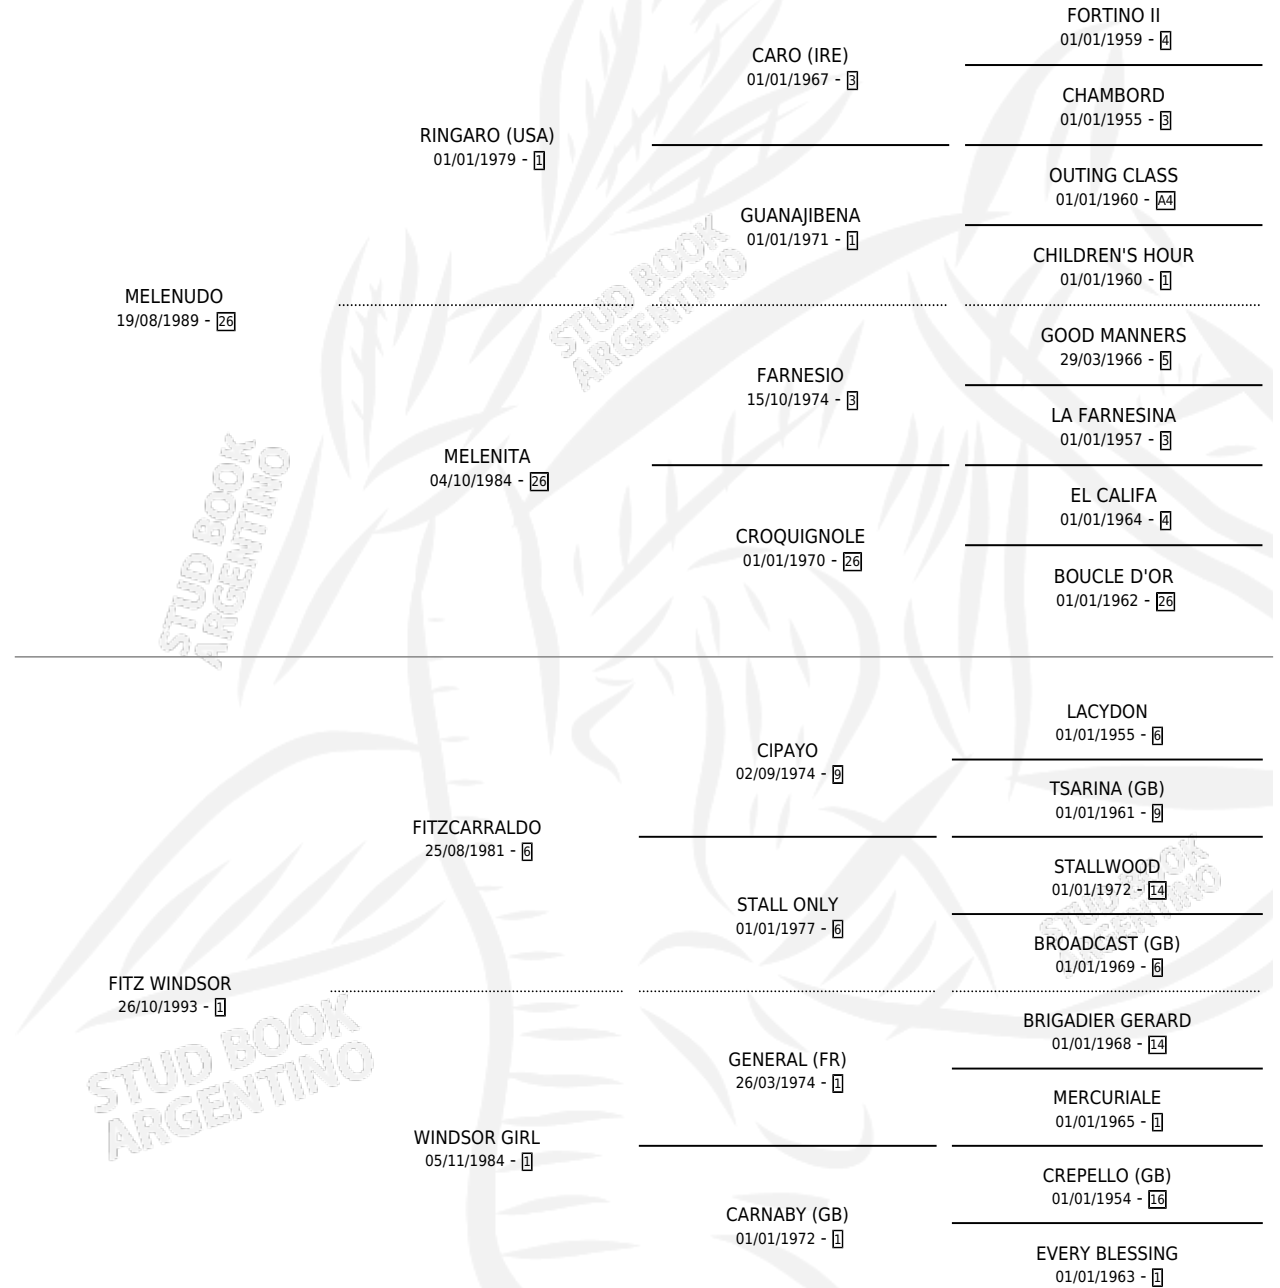 FORTINO II
01/01/1959 - 4
CARO (IRE)
01/01/1967 - 3
CHAMBORD
01/01/1955 - 3
RINGARO (USA)
01/01/1979 - 1
OUTING CLASS
01/01/1960 - A4
GUANAJIBENA
01/01/1971 - 1
CHILDREN'S HOUR
01/01/1960 - 1
MELENUDO
19/08/1989 - 26
GOOD MANNERS
29/03/1966 - 5
FARNESIO
15/10/1974 - 3
LA FARNESINA
01/01/1957 - 3
MELENITA
04/10/1984 - 26
EL CALIFA
01/01/1964 - 4
CROQUIGNOLE
01/01/1970 - 26
BOUCLE D'OR
01/01/1962 - 26
LACYDON
01/01/1955 - 6
CIPAYO
02/09/1974 - 9
TSARINA (GB)
01/01/1961 - 9
FITZCARRALDO
25/08/1981 - 6
STALLWOOD
01/01/1972 - 14
STALL ONLY
01/01/1977 - 6
BROADCAST (GB)
01/01/1969 - 6
FITZ WINDSOR
26/10/1993 - 1
BRIGADIER GERARD
01/01/1968 - 14
GENERAL (FR)
26/03/1974 - 1
MERCURIALE
01/01/1965 - 1
WINDSOR GIRL
05/11/1984 - 1
CREPELLO (GB)
01/01/1954 - 16
CARNABY (GB)
01/01/1972 - 1
EVERY BLESSING
01/01/1963 - 1
STUD BOOK
ARGENTINO
STUD BOOK
ARGENTINO
STUD BOOK
ARGENTINO
STUD BOOK
ARGENTINO